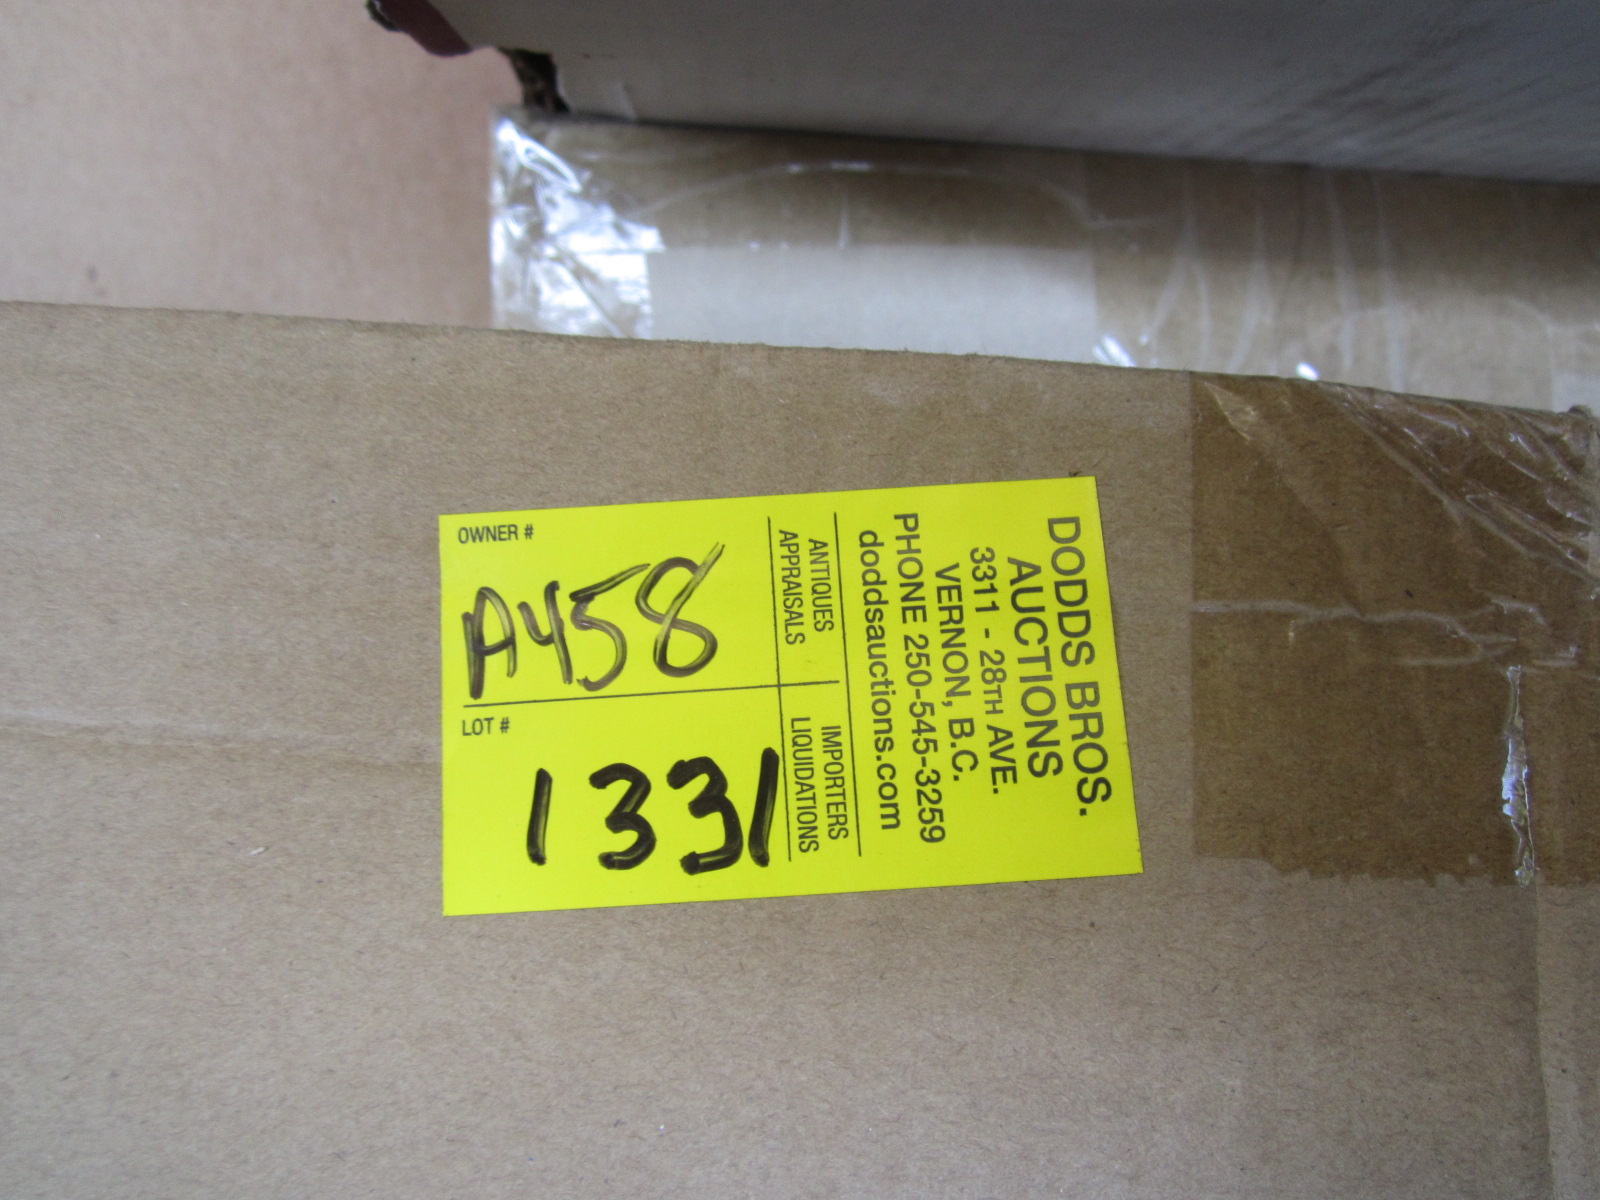 DODDS BROS.
AUCTIONS
3311 - 28TH AVE.
VERNON, B.C.
PHONE 250-545-3259
doddsauctions.com
ANTIQUES
APPRAISALS
IMPORTERS
LIQUIDATIONS
OWNER #
A458
LOT #
1331